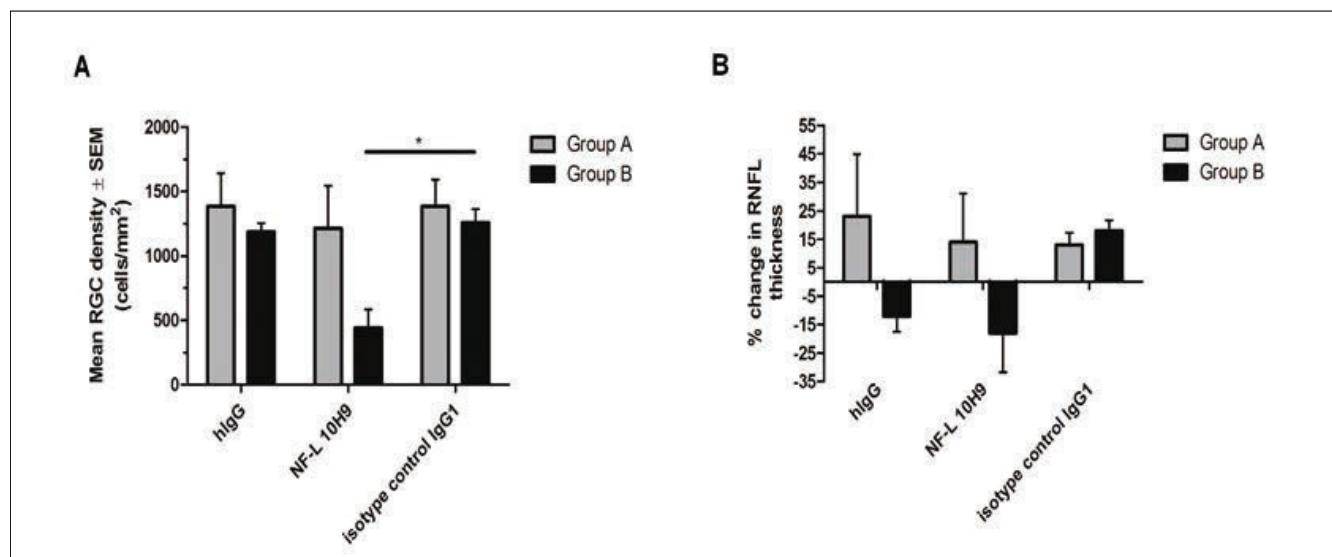 A
Mean RGC density ± SEM
(cells/mm²)
2000
1500
1000
500
0
*
Group A
Group B
hIgG
NF-L 10H9
isotype control IgG1
B
% change in RNFL
thickness
55
45
35
25
15
5
-5
-15
-25
-35
Group A
Group B
hIgG
NF-L 10H9
isotype control IgG1